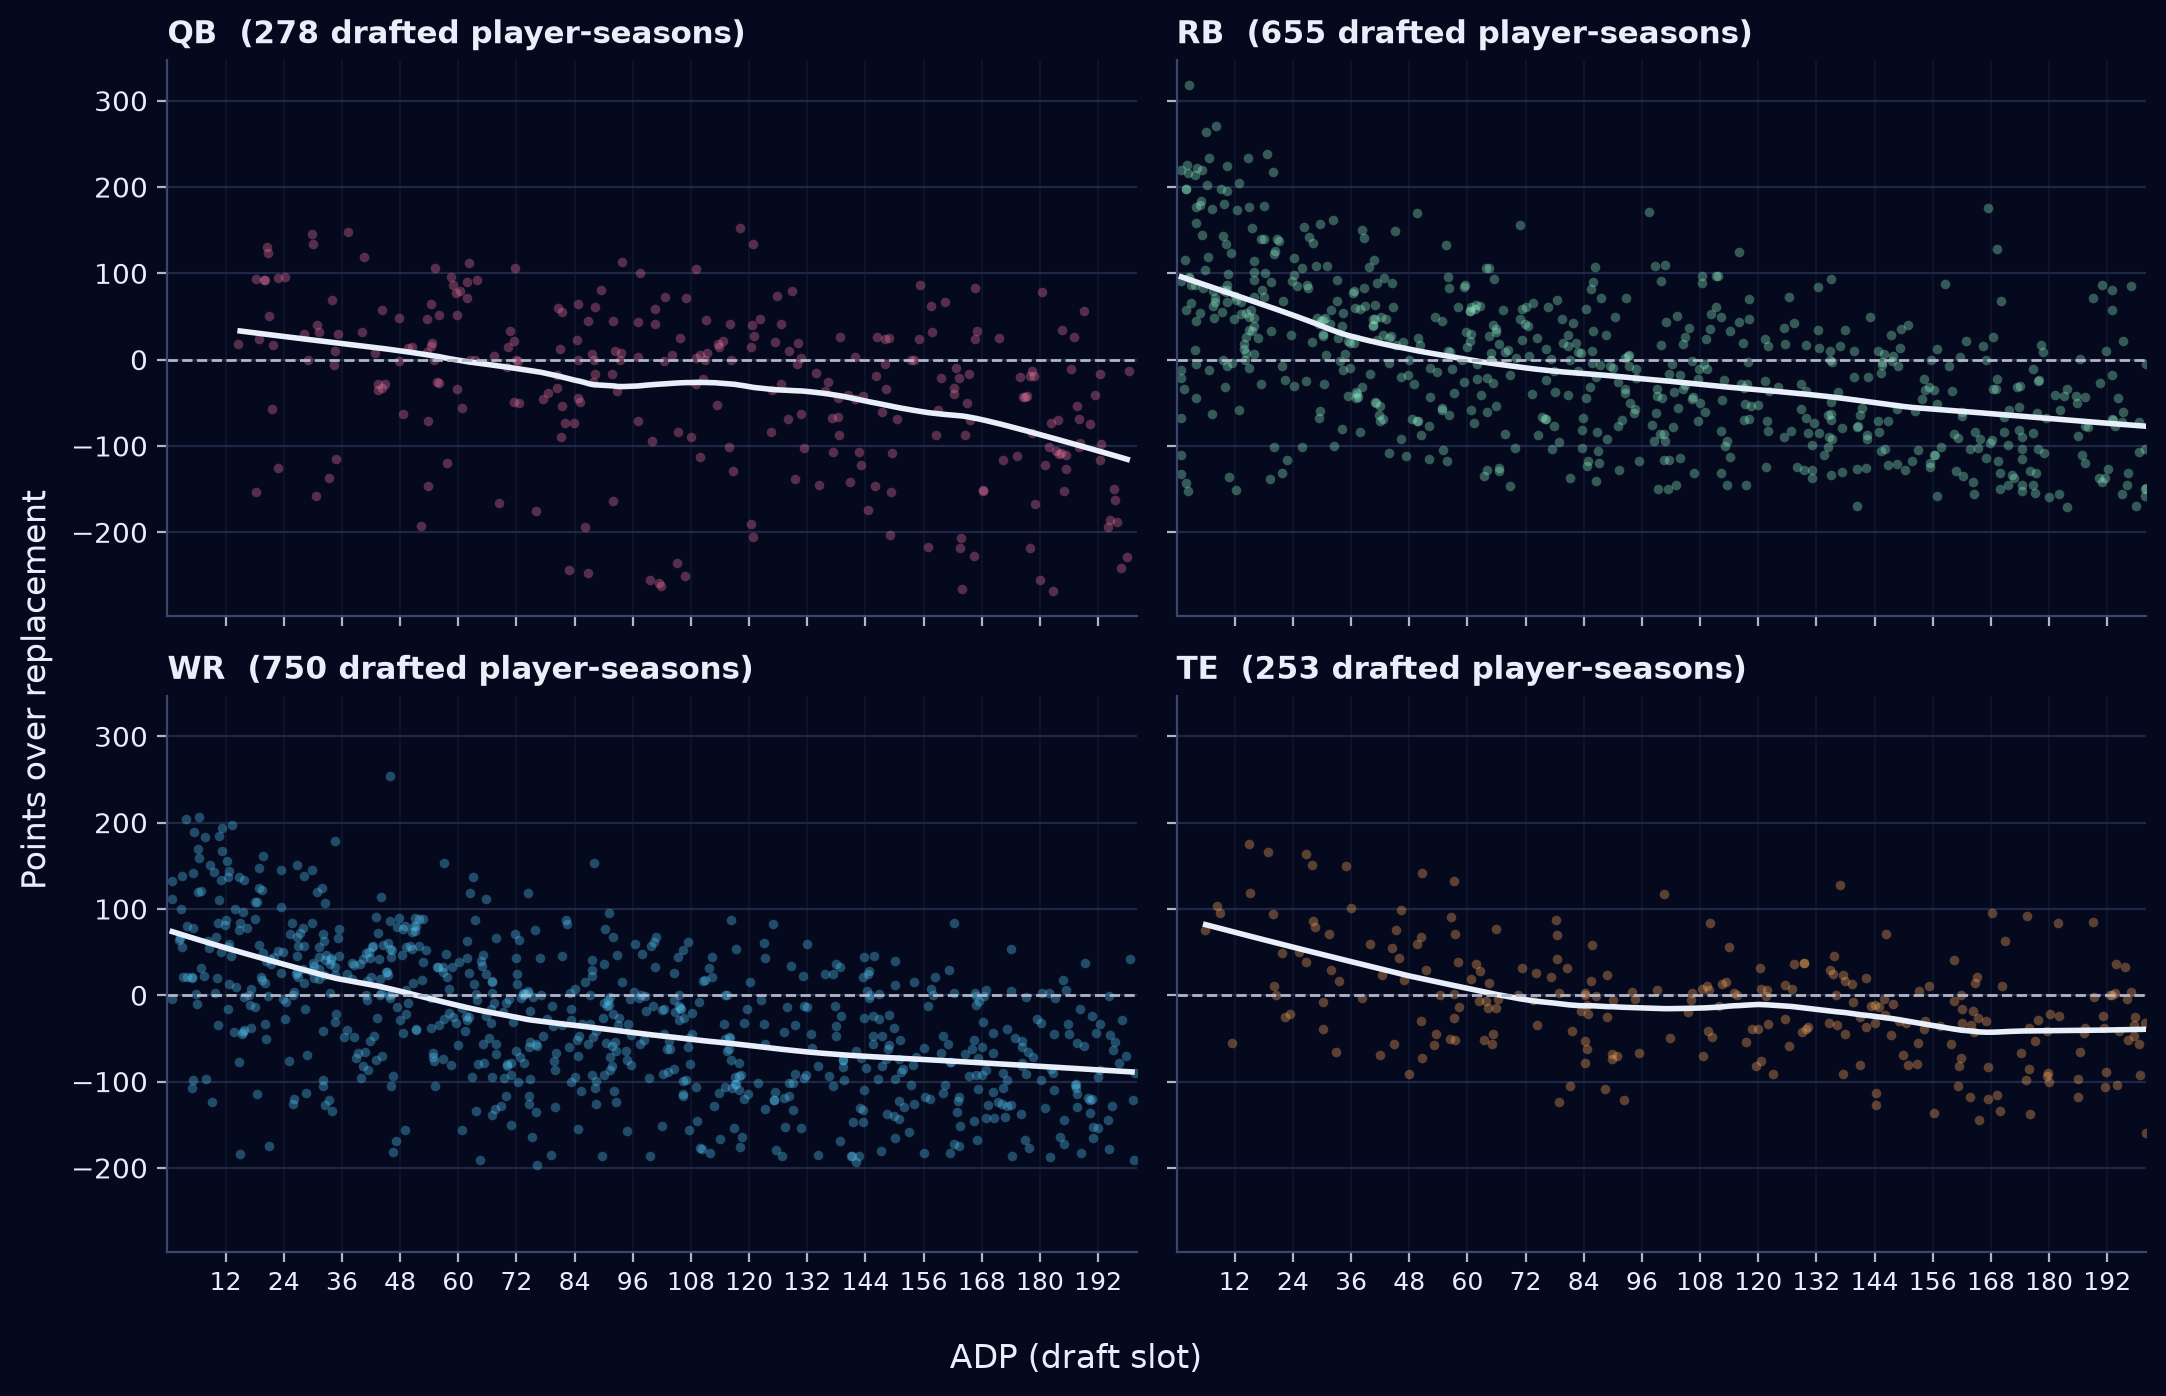 QB  (278 drafted player-seasons)
RB  (655 drafted player-seasons)
300
200
100
0
−100
−200
Points over replacement
WR  (750 drafted player-seasons)
TE  (253 drafted player-seasons)
300
200
100
0
−100
−200
12 24 36 48 60 72 84 96 108 120 132 144 156 168 180 192
12 24 36 48 60 72 84 96 108 120 132 144 156 168 180 192
ADP (draft slot)